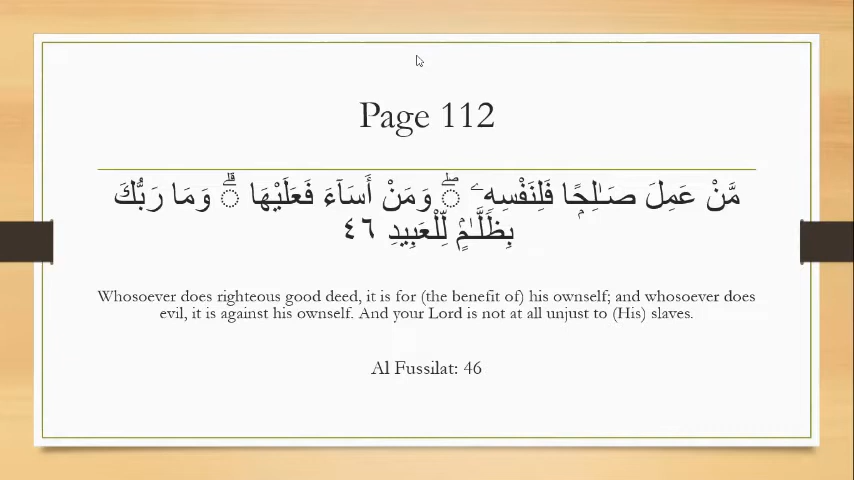 Page 112
مَّنْ عَمِلَ صَـٰلِحًۭا فَلِنَفْسِهِۦ ۖ وَمَنْ أَسَآءَ فَعَلَيْهَا ۗ وَمَا رَبُّكَ
بِظَلَّـٰمٍۢ لِّلْعَبِيدِ ٤٦
Whosoever does righteous good deed, it is for (the benefit of) his ownself; and whosoever does
evil, it is against his ownself. And your Lord is not at all unjust to (His) slaves.
Al Fussilat: 46